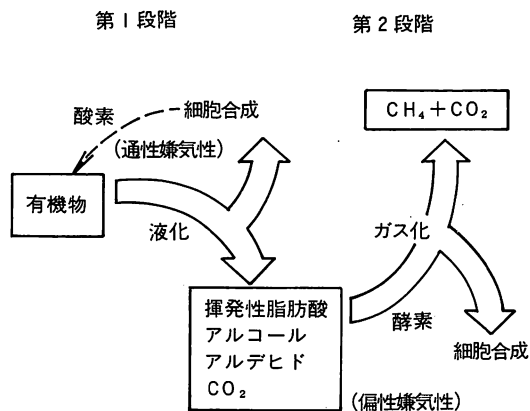 第1段階
第2段階
酸素
細胞合成
(通性嫌気性)
有機物
液化
揮発性脂肪酸
アルコール
アルデヒド
CO₂
(偏性嫌気性)
CH₄+CO₂
ガス化
酵素
細胞合成